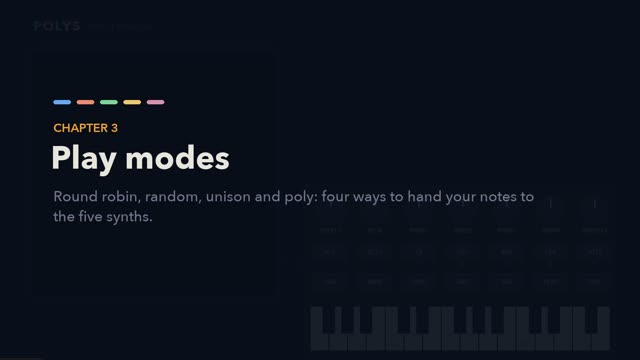 POLYS
CHAPTER 3
Play modes
Round robin, random, unison and poly: four ways to hand your notes to
the five synths.